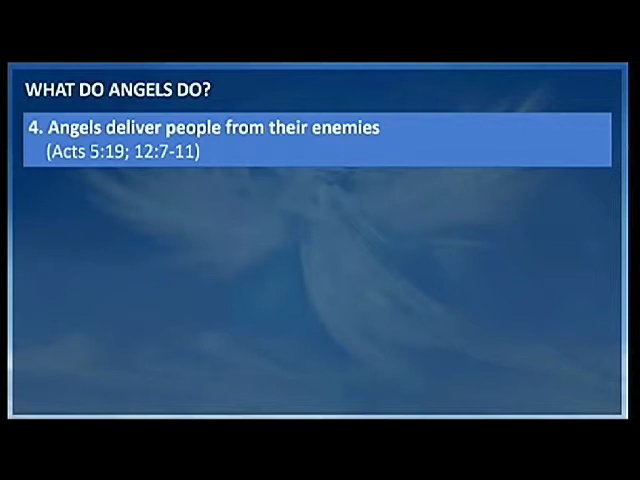 WHAT DO ANGELS DO?
4. Angels deliver people from their enemies
(Acts 5:19; 12:7-11)